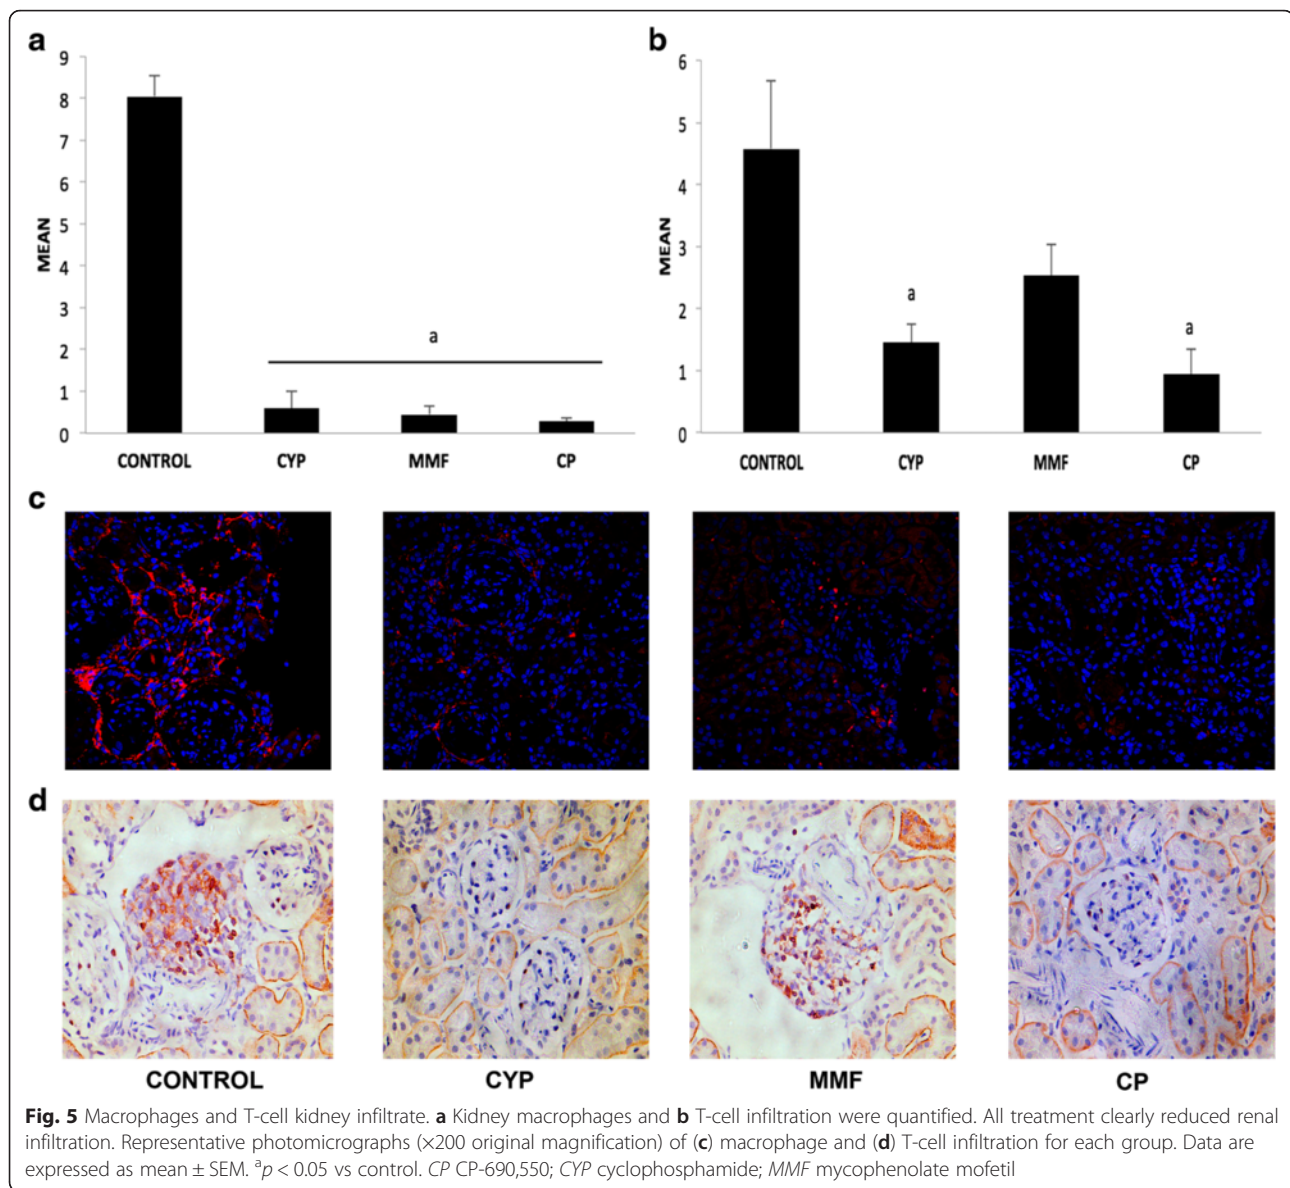 a
b
9
8
7
6
5
4
3
2
1
0
MEAN
a
CONTROL CYP MMF CP
6
5
4
3
2
1
0
MEAN
a
a
CONTROL CYP MMF CP
c
d
CONTROL CYP MMF CP
Fig. 5 Macrophages and T-cell kidney infiltrate. a Kidney macrophages and b T-cell infiltration were quantified. All treatment clearly reduced renal
infiltration. Representative photomicrographs (×200 original magnification) of (c) macrophage and (d) T-cell infiltration for each group. Data are
expressed as mean ± SEM. ᵃp < 0.05 vs control. CP CP-690,550; CYP cyclophosphamide; MMF mycophenolate mofetil